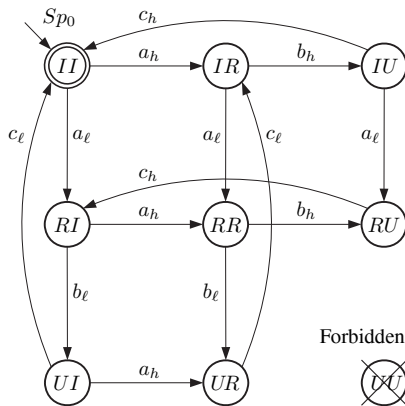 Sp₀
c_h
II
a_h
IR
b_h
IU
c_ℓ
a_ℓ
a_ℓ
c_ℓ
a_ℓ
c_h
RI
a_h
RR
b_h
RU
b_ℓ
b_ℓ
Forbidden
UI
a_h
UR
UU